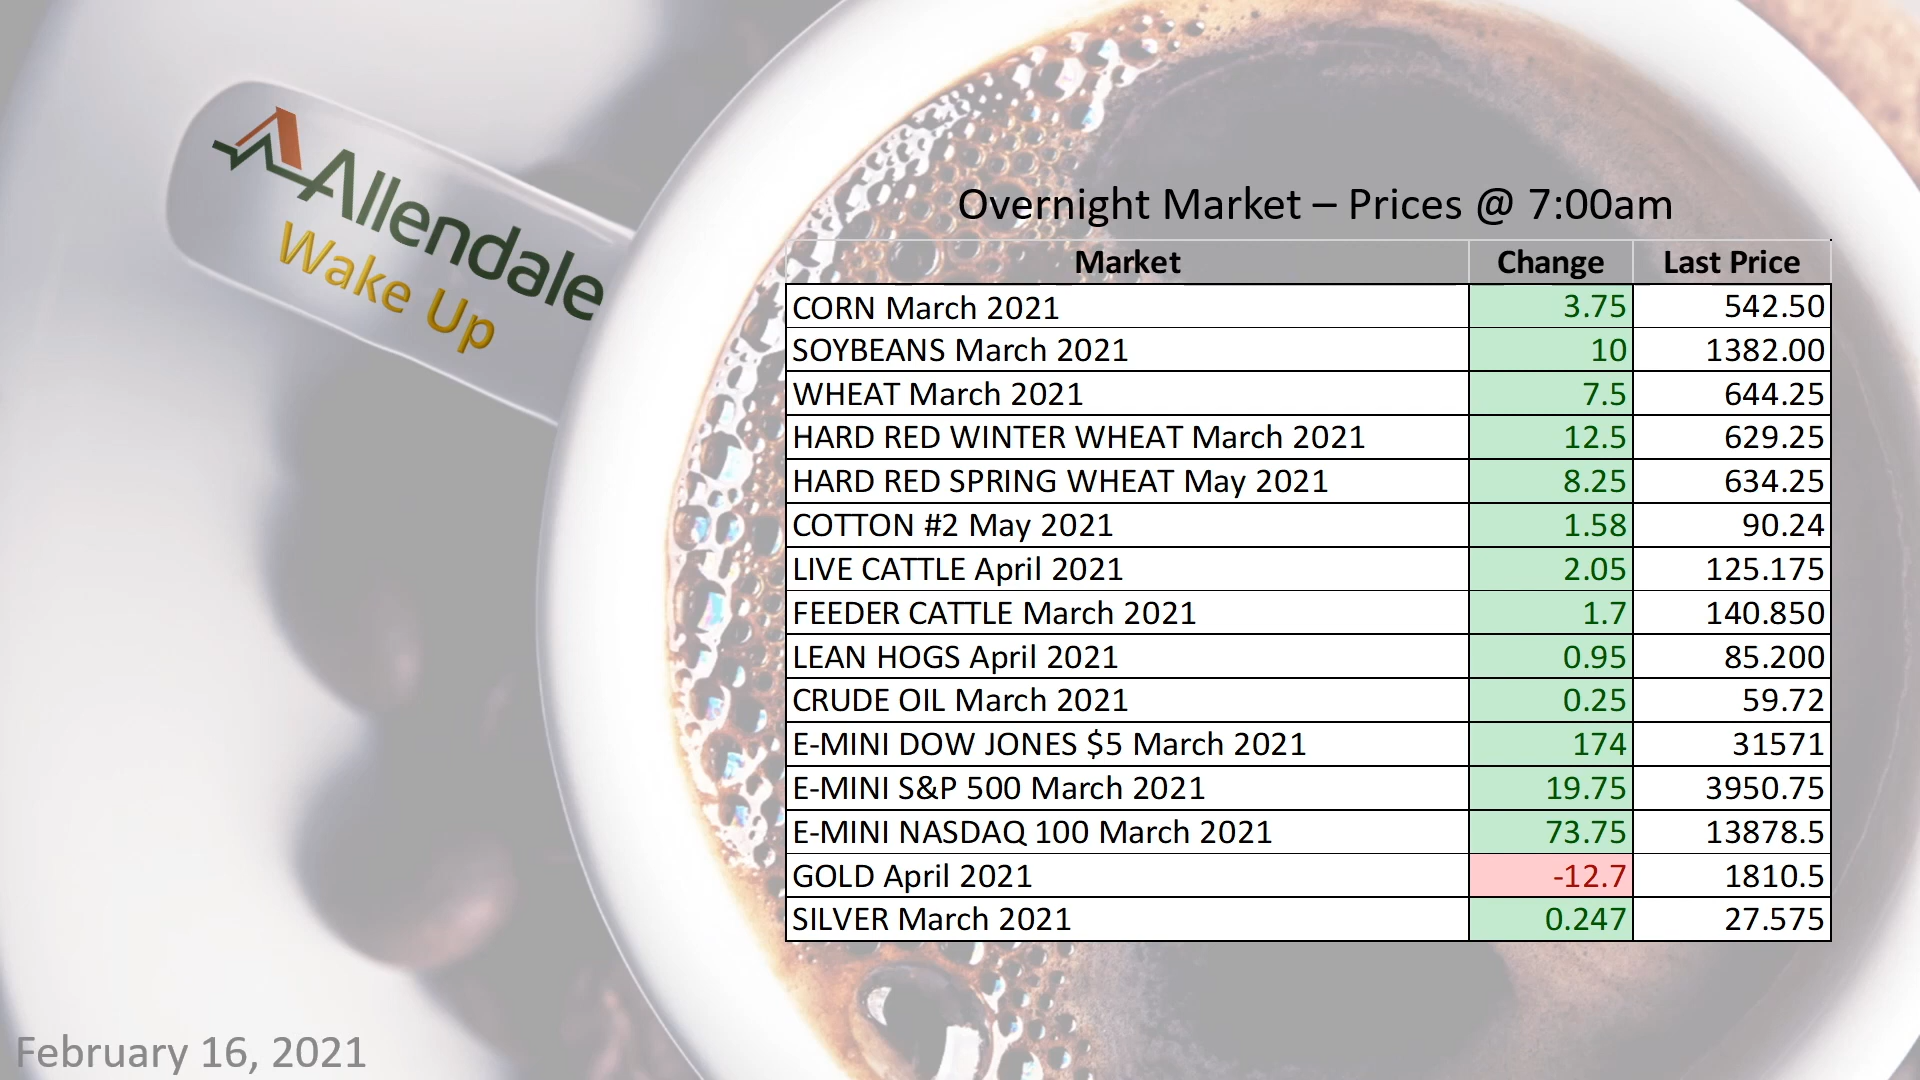 Allendale
Wake Up
Overnight Market – Prices @ 7:00am
Market Change Last Price
CORN March 2021 3.75 542.50
SOYBEANS March 2021 10 1382.00
WHEAT March 2021 7.5 644.25
HARD RED WINTER WHEAT March 2021 12.5 629.25
HARD RED SPRING WHEAT May 2021 8.25 634.25
COTTON #2 May 2021 1.58 90.24
LIVE CATTLE April 2021 2.05 125.175
FEEDER CATTLE March 2021 1.7 140.850
LEAN HOGS April 2021 0.95 85.200
CRUDE OIL March 2021 0.25 59.72
E-MINI DOW JONES $5 March 2021 174 31571
E-MINI S&P 500 March 2021 19.75 3950.75
E-MINI NASDAQ 100 March 2021 73.75 13878.5
GOLD April 2021 -12.7 1810.5
SILVER March 2021 0.247 27.575
February 16, 2021